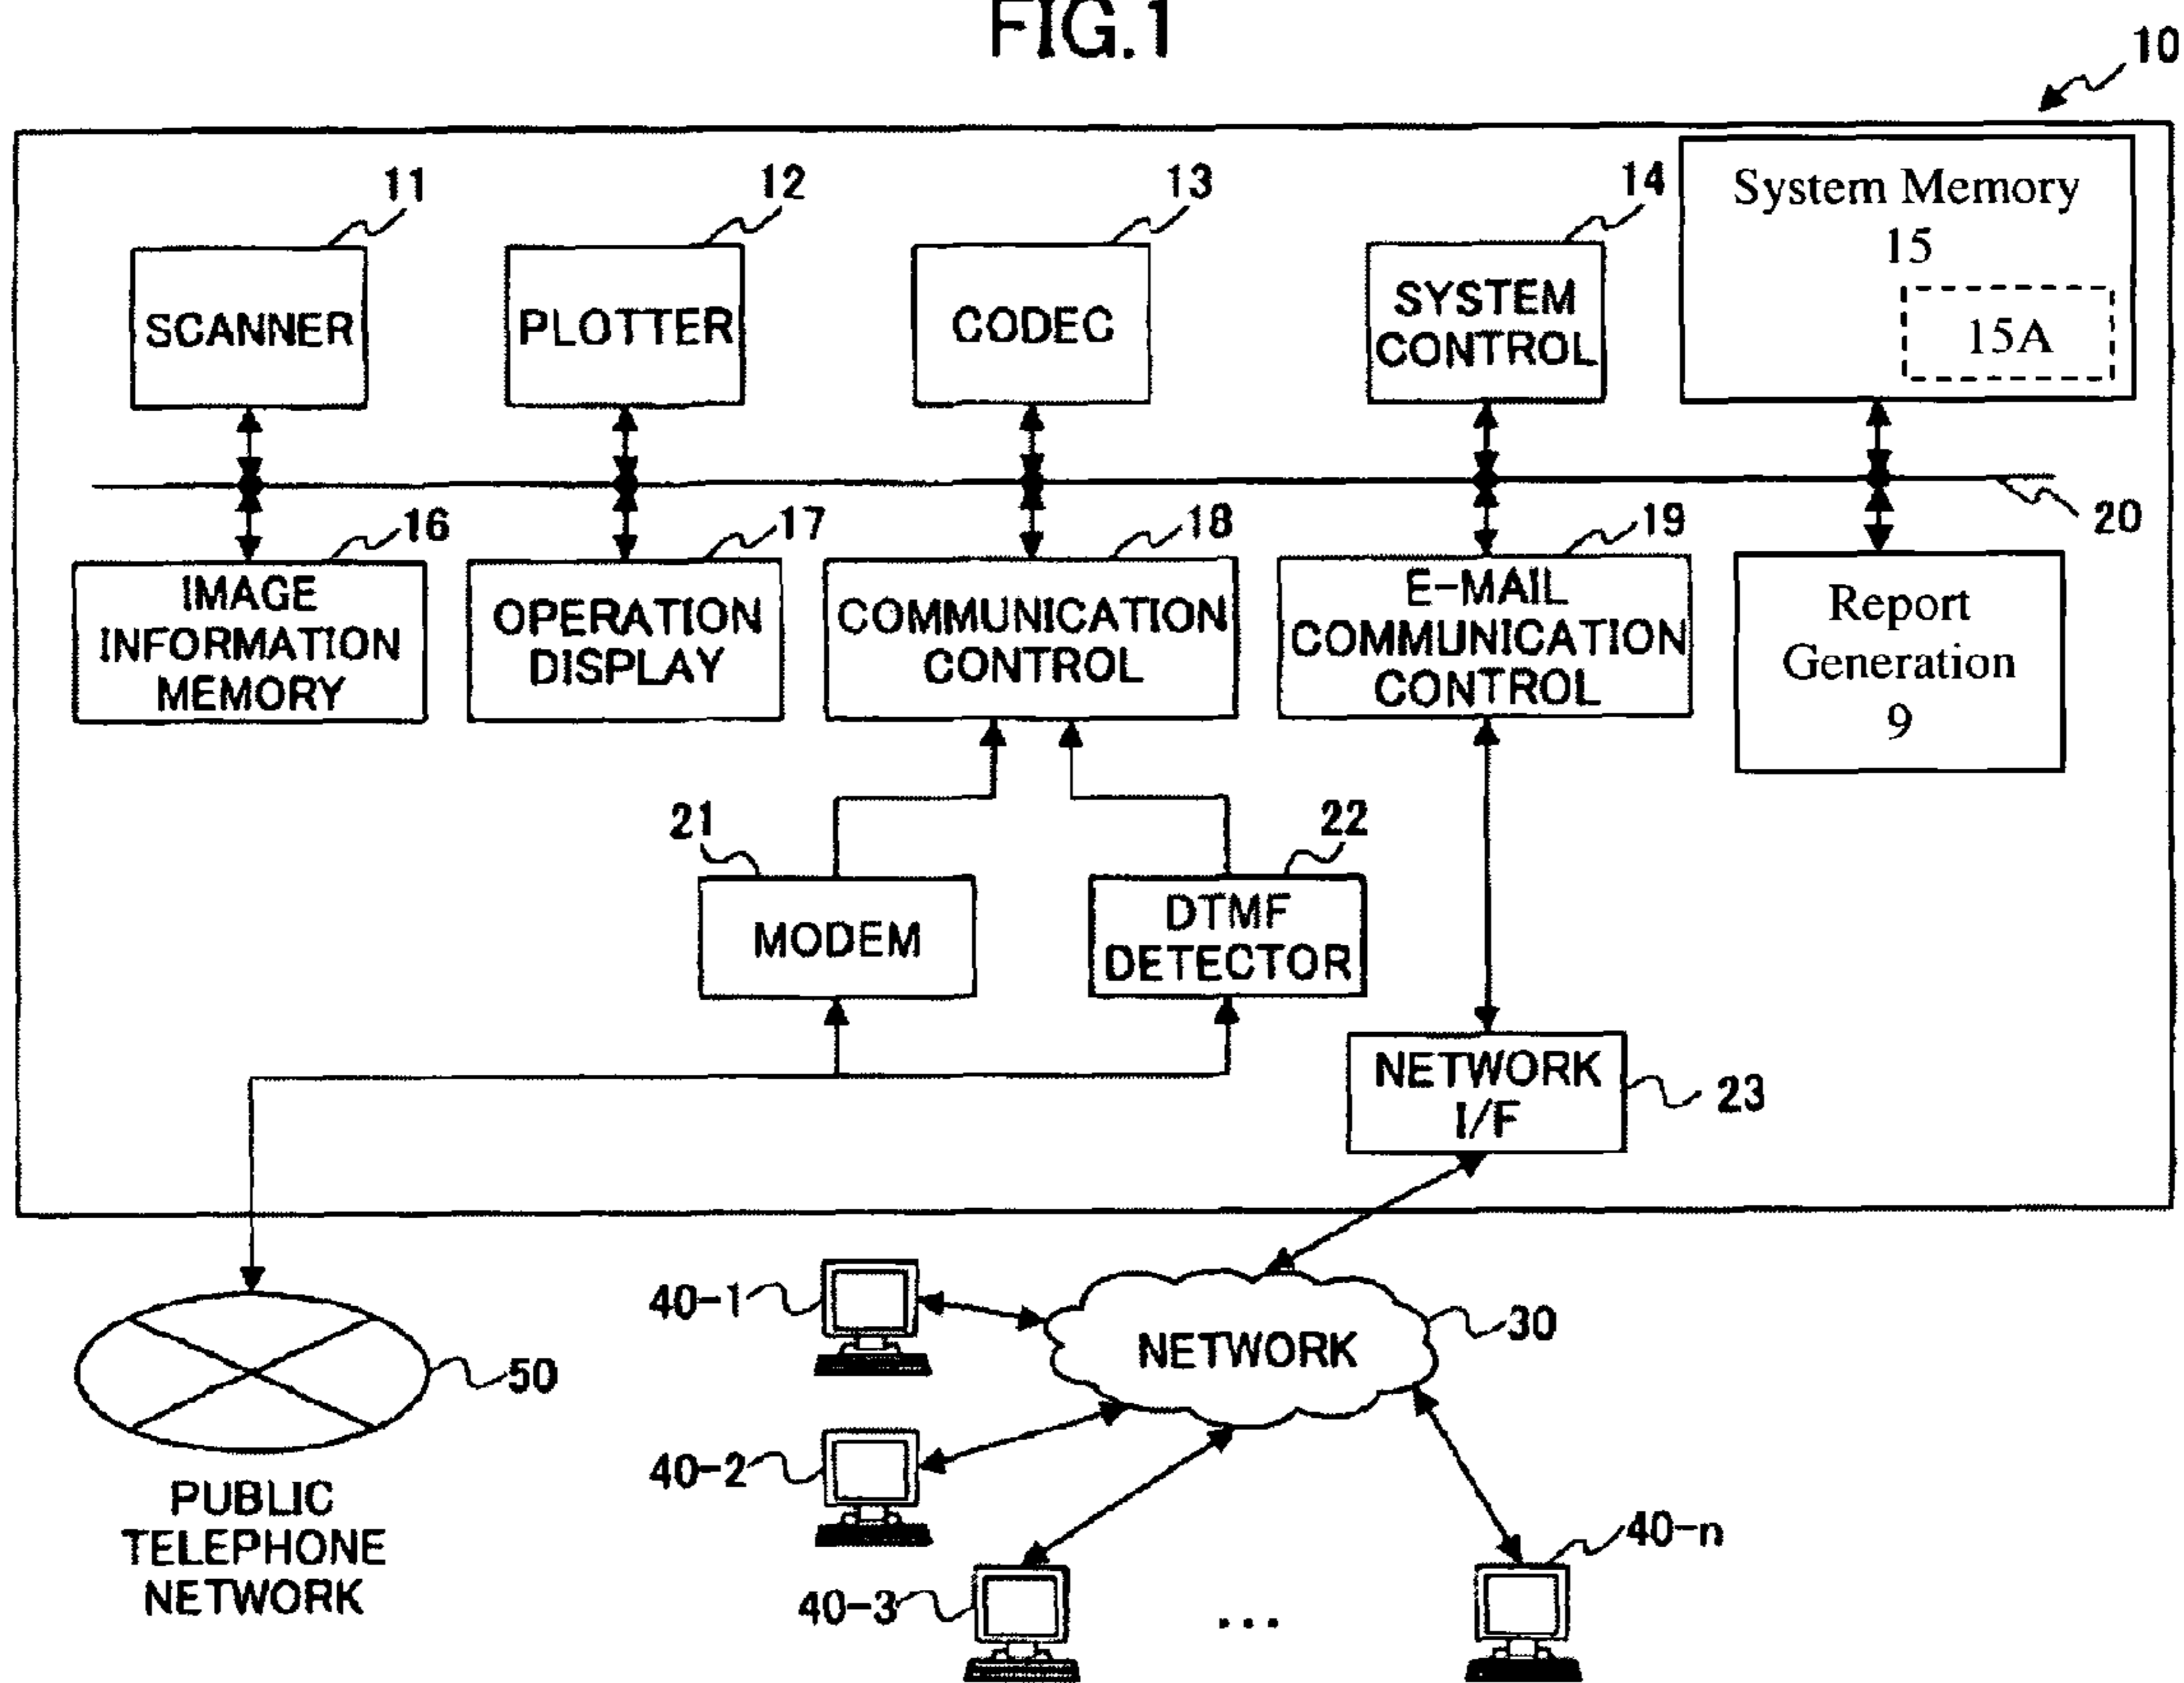 FIG.1
10
11
12
13
14
System Memory
15
15A
SCANNER
PLOTTER
CODEC
SYSTEM
CONTROL
20
16
17
18
19
IMAGE
INFORMATION
MEMORY
OPERATION
DISPLAY
COMMUNICATION
CONTROL
E-MAIL
COMMUNICATION
CONTROL
Report
Generation
9
21
22
MODEM
DTMF
DETECTOR
NETWORK
I/F
23
40-1
NETWORK
30
50
40-2
PUBLIC
TELEPHONE
NETWORK
40-3
...
40-n